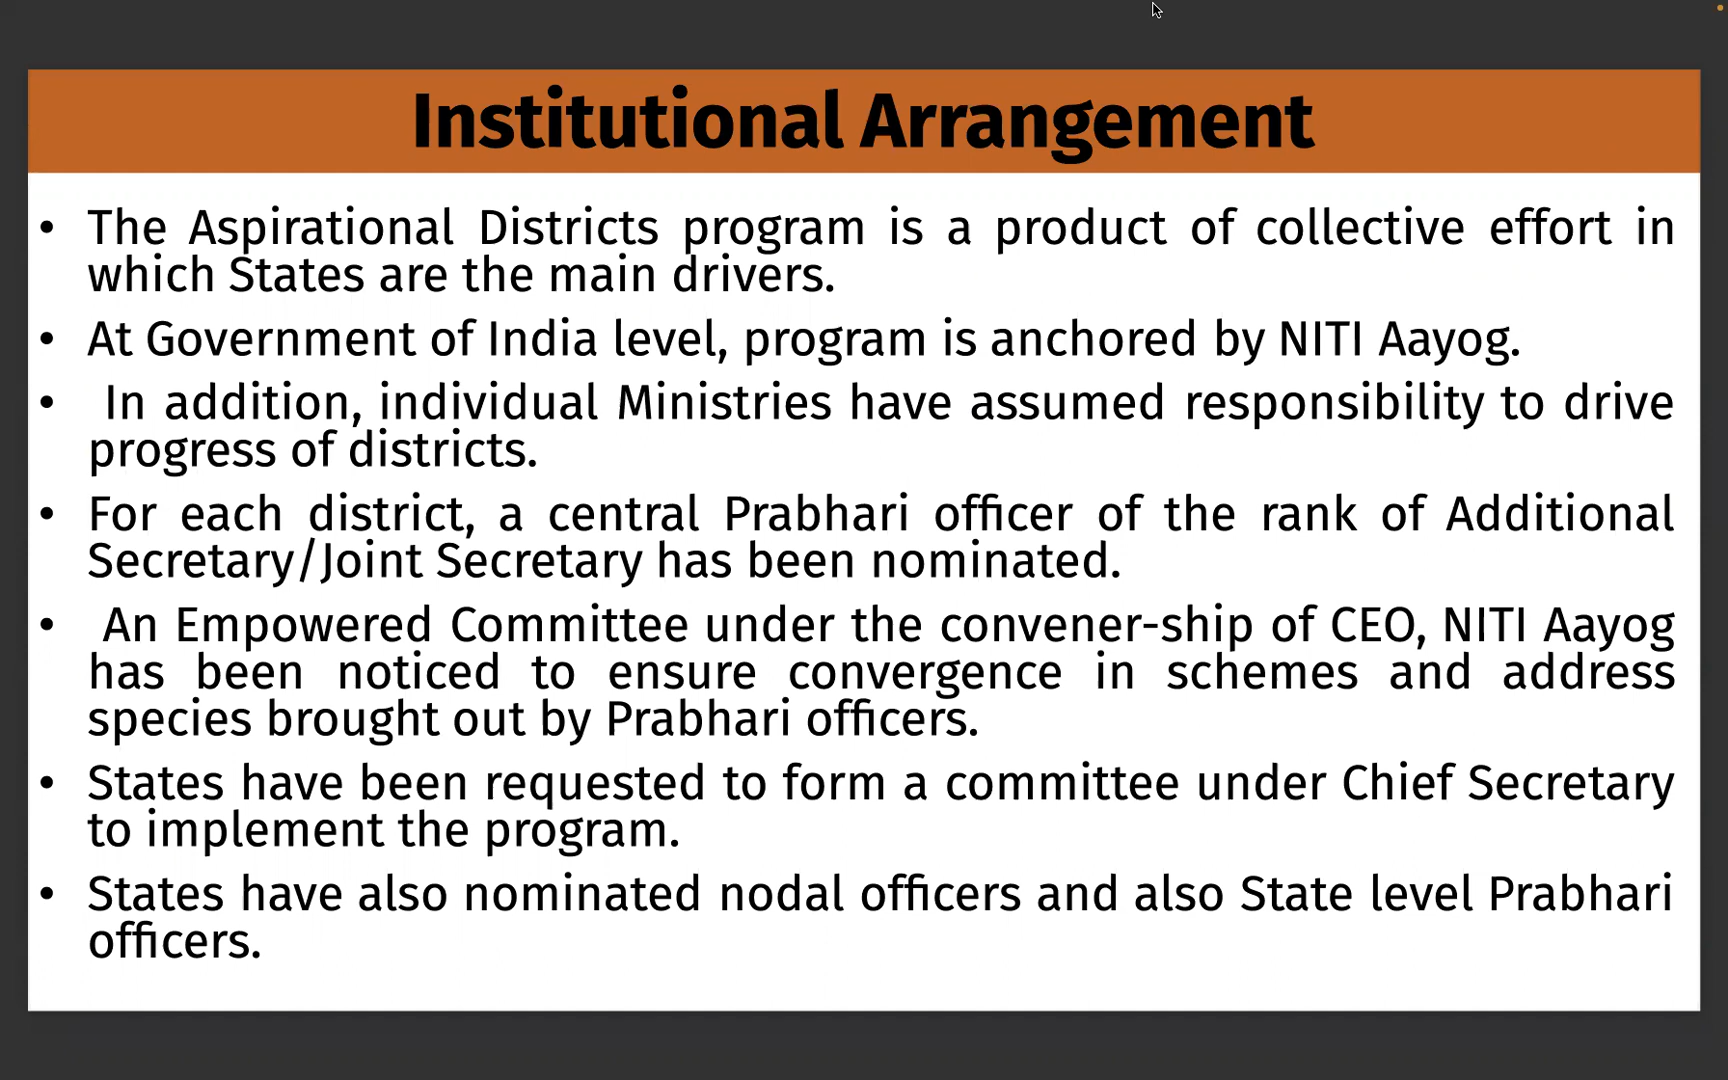 Institutional Arrangement
• The Aspirational Districts program is a product of collective effort in
which States are the main drivers.
• At Government of India level, program is anchored by NITI Aayog.
• In addition, individual Ministries have assumed responsibility to drive
progress of districts.
• For each district, a central Prabhari officer of the rank of Additional
Secretary/Joint Secretary has been nominated.
• An Empowered Committee under the convener-ship of CEO, NITI Aayog
has been noticed to ensure convergence in schemes and address
species brought out by Prabhari officers.
• States have been requested to form a committee under Chief Secretary
to implement the program.
• States have also nominated nodal officers and also State level Prabhari
officers.